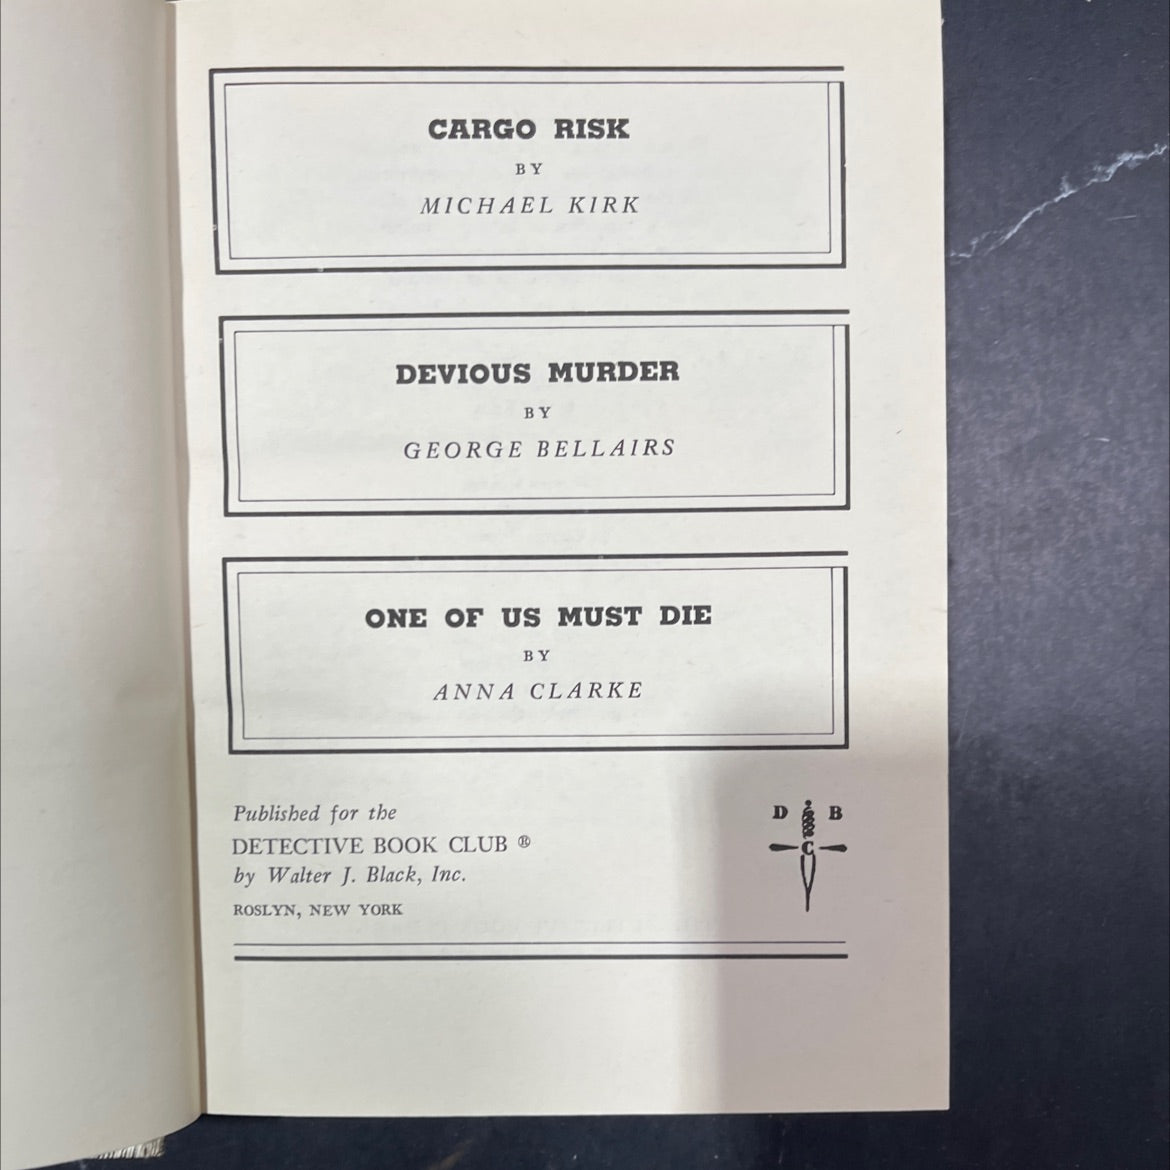 CARGO RISK
BY
MICHAEL KIRK
DEVIOUS MURDER
BY
GEORGE BELLAIRS
ONE OF US MUST DIE
BY
ANNA CLARKE
Published for the
DETECTIVE BOOK CLUB ®
by Walter J. Black, Inc.
ROSLYN, NEW YORK
D B
C